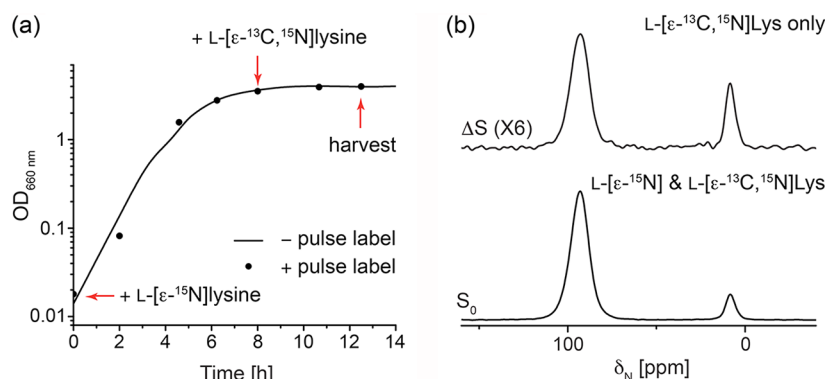 (a)
+ L-[ε-¹³C,¹⁵N]lysine
harvest
OD660 nm
1
0.1
0.01
− pulse label
+ pulse label
+ L-[ε-¹⁵N]lysine
0 2 4 6 8 10 12 14
Time [h]
(b)
L-[ε-¹³C,¹⁵N]Lys only
ΔS (X6)
L-[ε-¹⁵N] & L-[ε-¹³C,¹⁵N]Lys
S₀
100 0
δN [ppm]